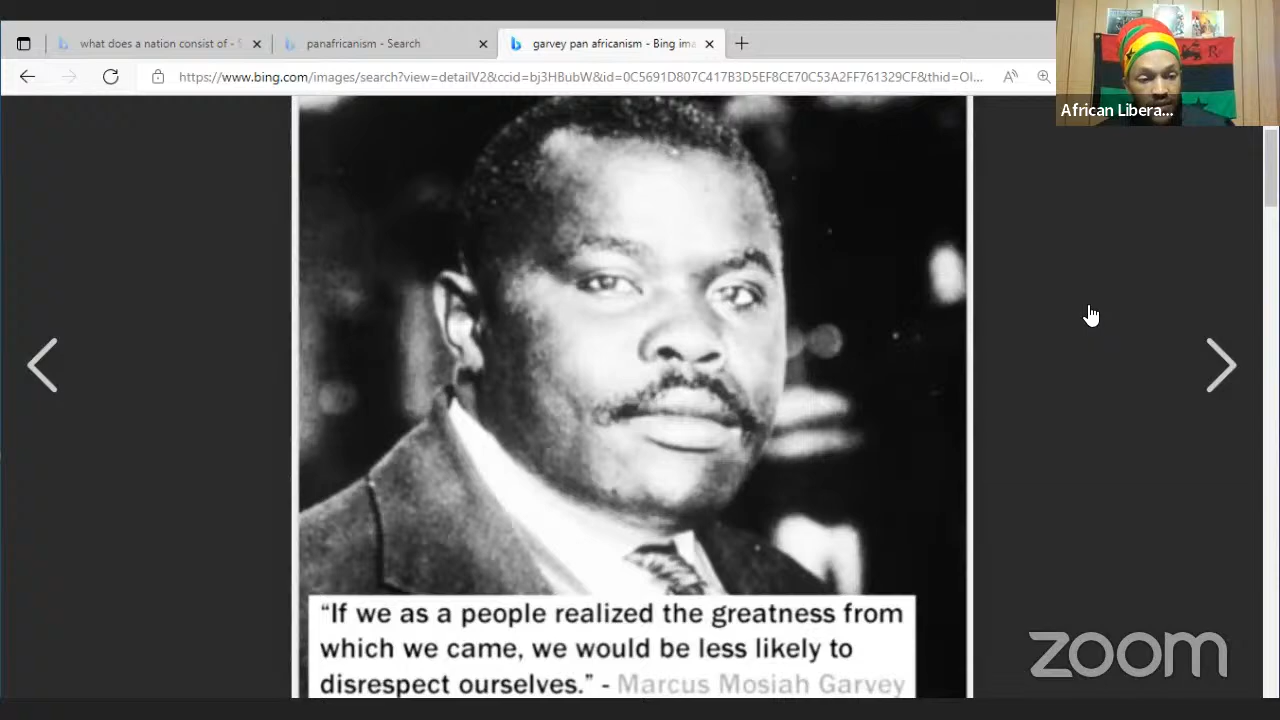 what does a nation consist of - S
panafricanism - Search
garvey pan africanism - Bing ima
https://www.bing.com/images/search?view=detailV2&ccid=bj3HBubW&id=0C5691D807C417B3D5EF8CE70C53A2FF761329CF&thid=OI...
African Libera...
“If we as a people realized the greatness from
which we came, we would be less likely to
disrespect ourselves.” - Marcus Mosiah Garvey
zoom